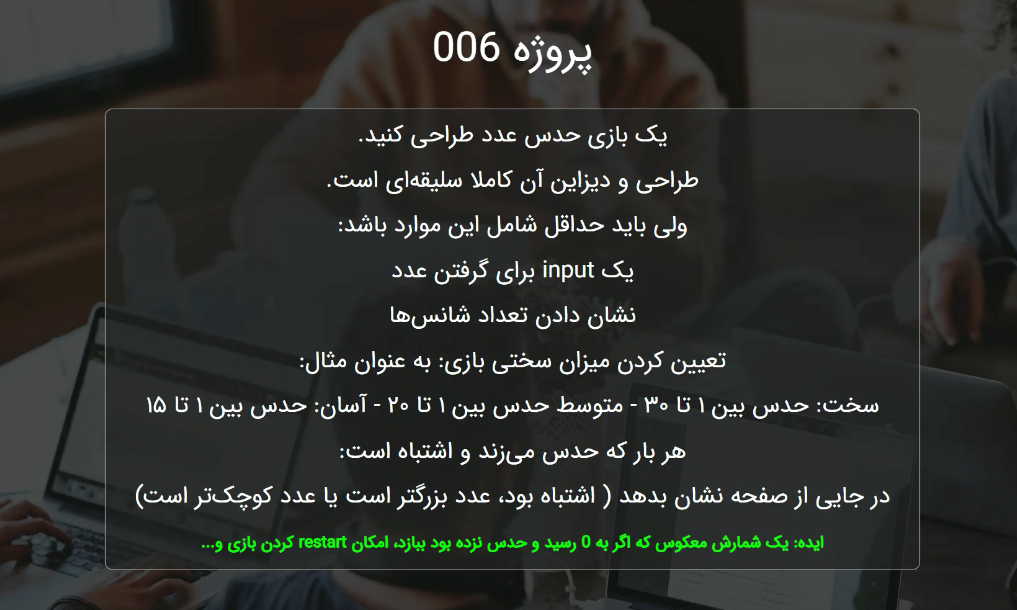 پروژه 006
یک بازی حدس عدد طراحی کنید.
طراحی و دیزاین آن کاملا سلیقه‌ای است.
ولی باید حداقل شامل این موارد باشد:
یک input برای گرفتن عدد
نشان دادن تعداد شانس‌ها
تعیین کردن میزان سختی بازی: به عنوان مثال:
سخت: حدس بین ۱ تا ۳۰ - متوسط حدس بین ۱ تا ۲۰ - آسان: حدس بین ۱ تا ۱۵
هر بار که حدس می‌زند و اشتباه است:
در جایی از صفحه نشان بدهد ( اشتباه بود، عدد بزرگتر است یا عدد کوچک‌تر است)
ایده: یک شمارش معکوس که اگر به 0 رسید و حدس نزده بود ببازد، امکان restart کردن بازی و...